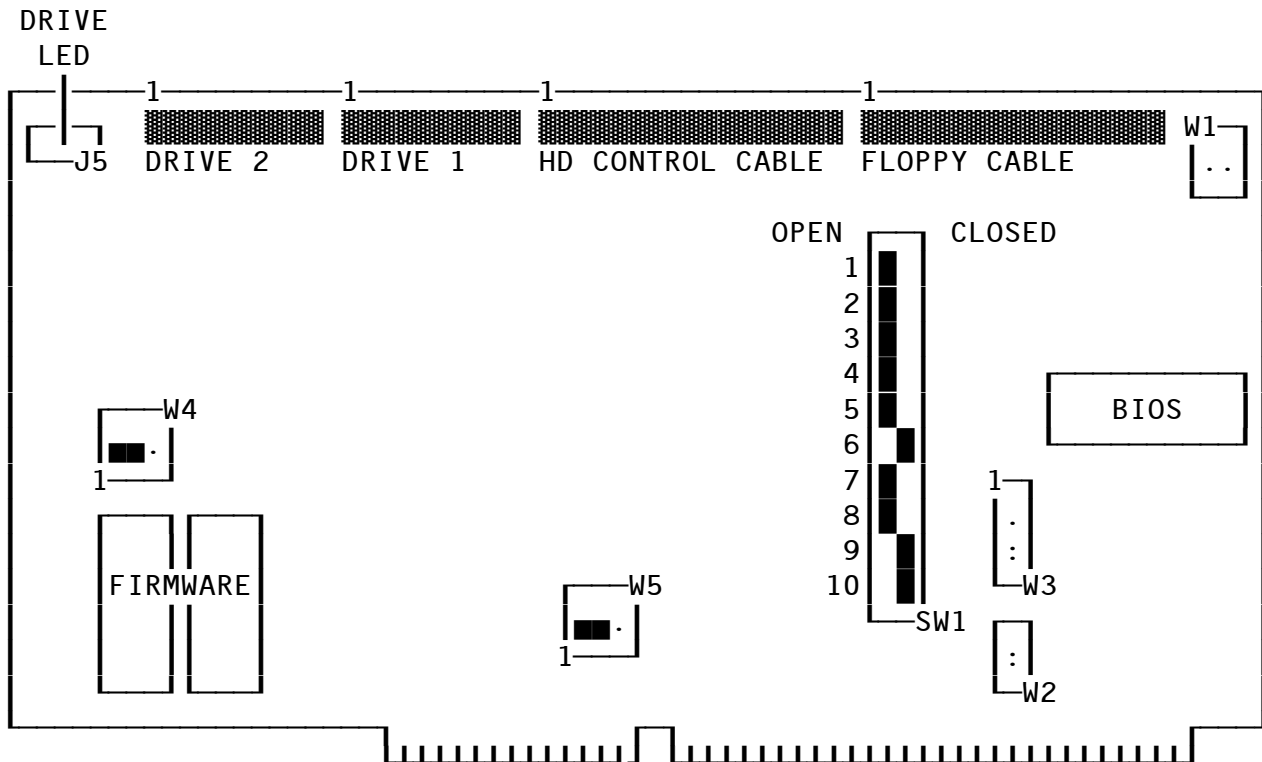 DRIVE
LED
1 1 1 1
J5 DRIVE 2 DRIVE 1 HD CONTROL CABLE FLOPPY CABLE W1
OPEN CLOSED
1
2
3
4
W4 5 BIOS
6
1 7 1
8
9
FIRMWARE W5 10 W3
SW1
1
W2